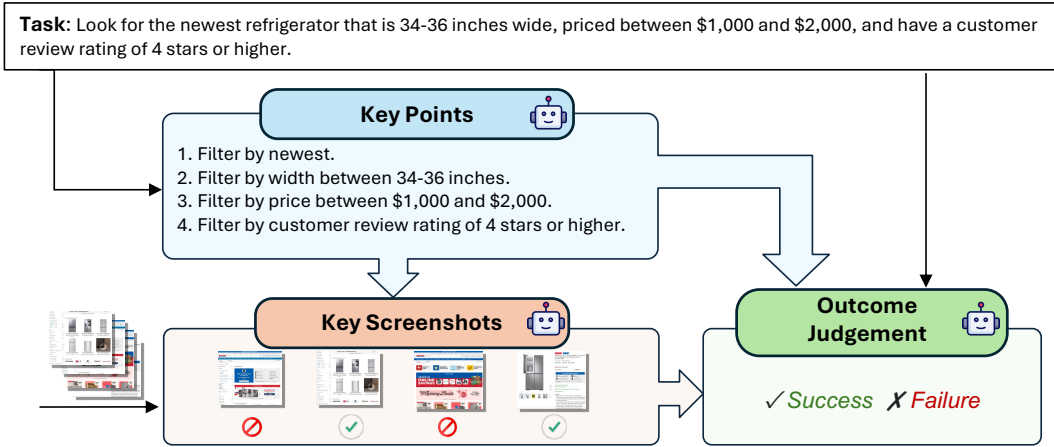 Task: Look for the newest refrigerator that is 34-36 inches wide, priced between $1,000 and $2,000, and have a customer
review rating of 4 stars or higher.
Key Points
1. Filter by newest.
2. Filter by width between 34-36 inches.
3. Filter by price between $1,000 and $2,000.
4. Filter by customer review rating of 4 stars or higher.
Key Screenshots
Outcome
Judgement
✓ Success ✗ Failure